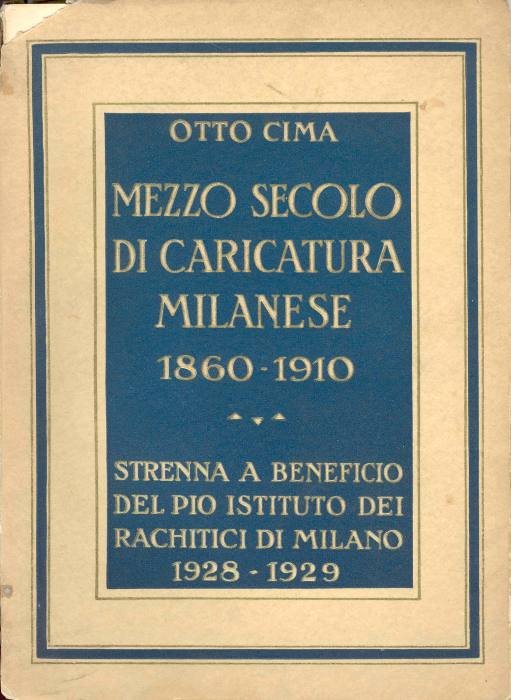 OTTO CIMA
MEZZO SECOLO
DI CARICATURA
MILANESE
1860-1910
STRENNA A BENEFICIO
DEL PIO ISTITUTO DEI
RACHITICI DI MILANO
1928-1929